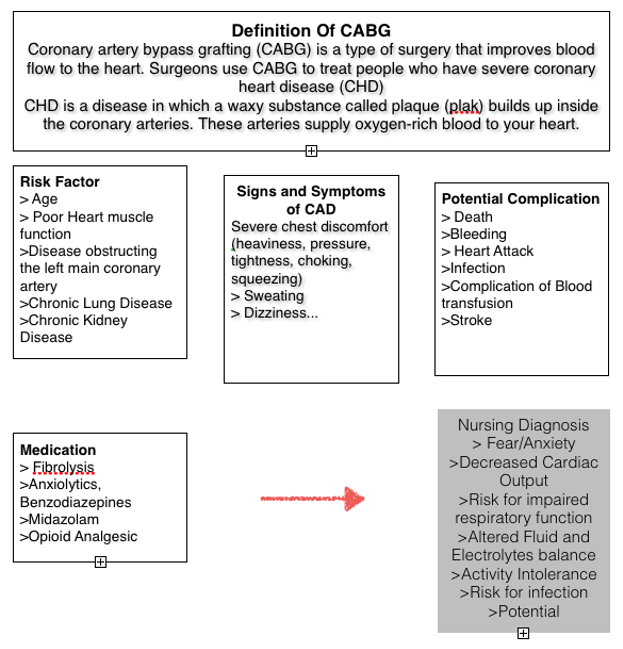 Definition Of CABG
Coronary artery bypass grafting (CABG) is a type of surgery that improves blood
flow to the heart. Surgeons use CABG to treat people who have severe coronary
heart disease (CHD)
CHD is a disease in which a waxy substance called plaque (plak) builds up inside
the coronary arteries. These arteries supply oxygen-rich blood to your heart.
Risk Factor
> Age
> Poor Heart muscle
function
>Disease obstructing
the left main coronary
artery
>Chronic Lung Disease
>Chronic Kidney
Disease
Signs and Symptoms
of CAD
Severe chest discomfort
(heaviness, pressure,
tightness, choking,
squeezing)
> Sweating
> Dizziness...
Potential Complication
> Death
>Bleeding
> Heart Attack
>Infection
>Complication of Blood
transfusion
>Stroke
Medication
> Fibrolysis
>Anxiolytics,
Benzodiazepines
>Midazolam
>Opioid Analgesic
Nursing Diagnosis
> Fear/Anxiety
>Decreased Cardiac
Output
>Risk for impaired
respiratory function
>Altered Fluid and
Electrolytes balance
>Activity Intolerance
>Risk for infection
>Potential